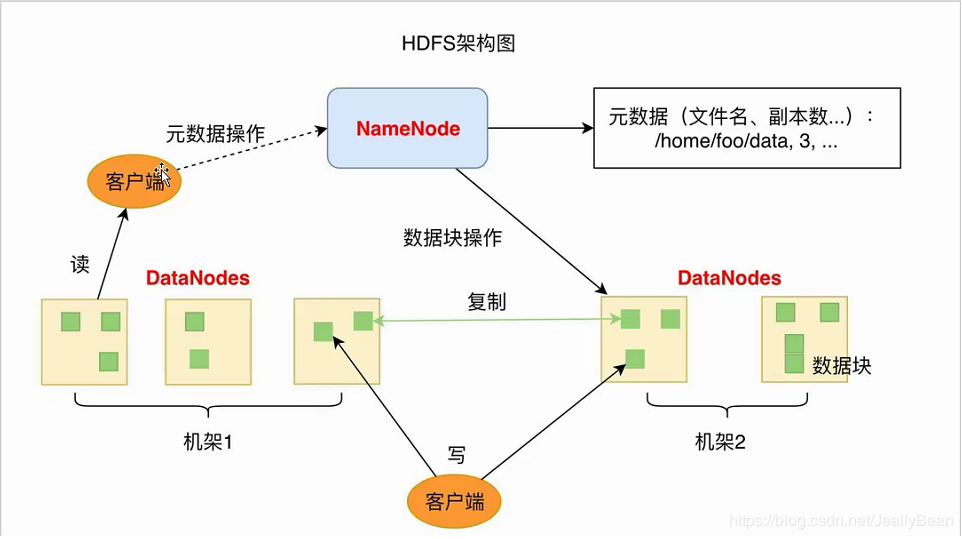 HDFS架构图
元数据操作
NameNode
元数据（文件名、副本数...）：
/home/foo/data, 3, ...
客户端
数据块操作
读
DataNodes
DataNodes
复制
数据块
机架1
机架2
写
客户端
https://blog.csdn.net/JeallyBean